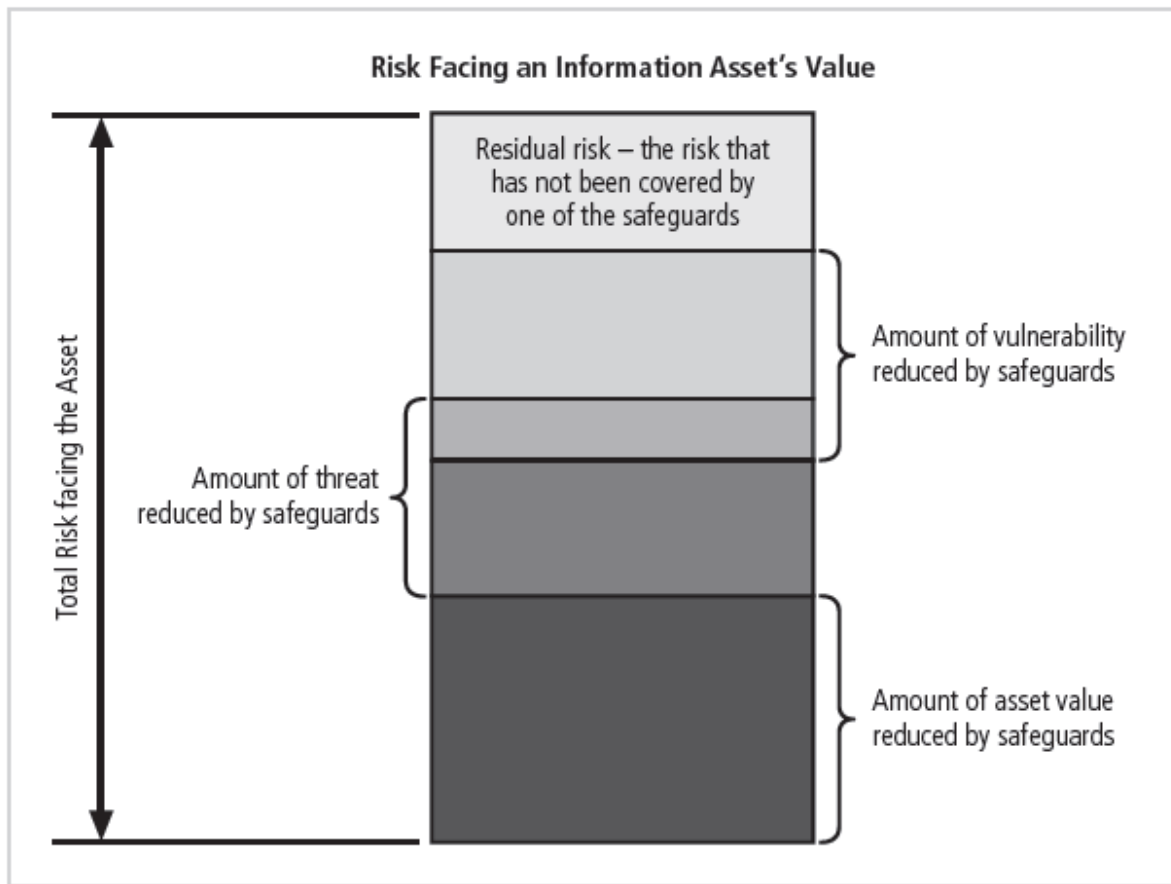 Risk Facing an Information Asset's Value
Residual risk – the risk that
has not been covered by
one of the safeguards
Total Risk facing the Asset
Amount of vulnerability
reduced by safeguards
Amount of threat
reduced by safeguards
Amount of asset value
reduced by safeguards